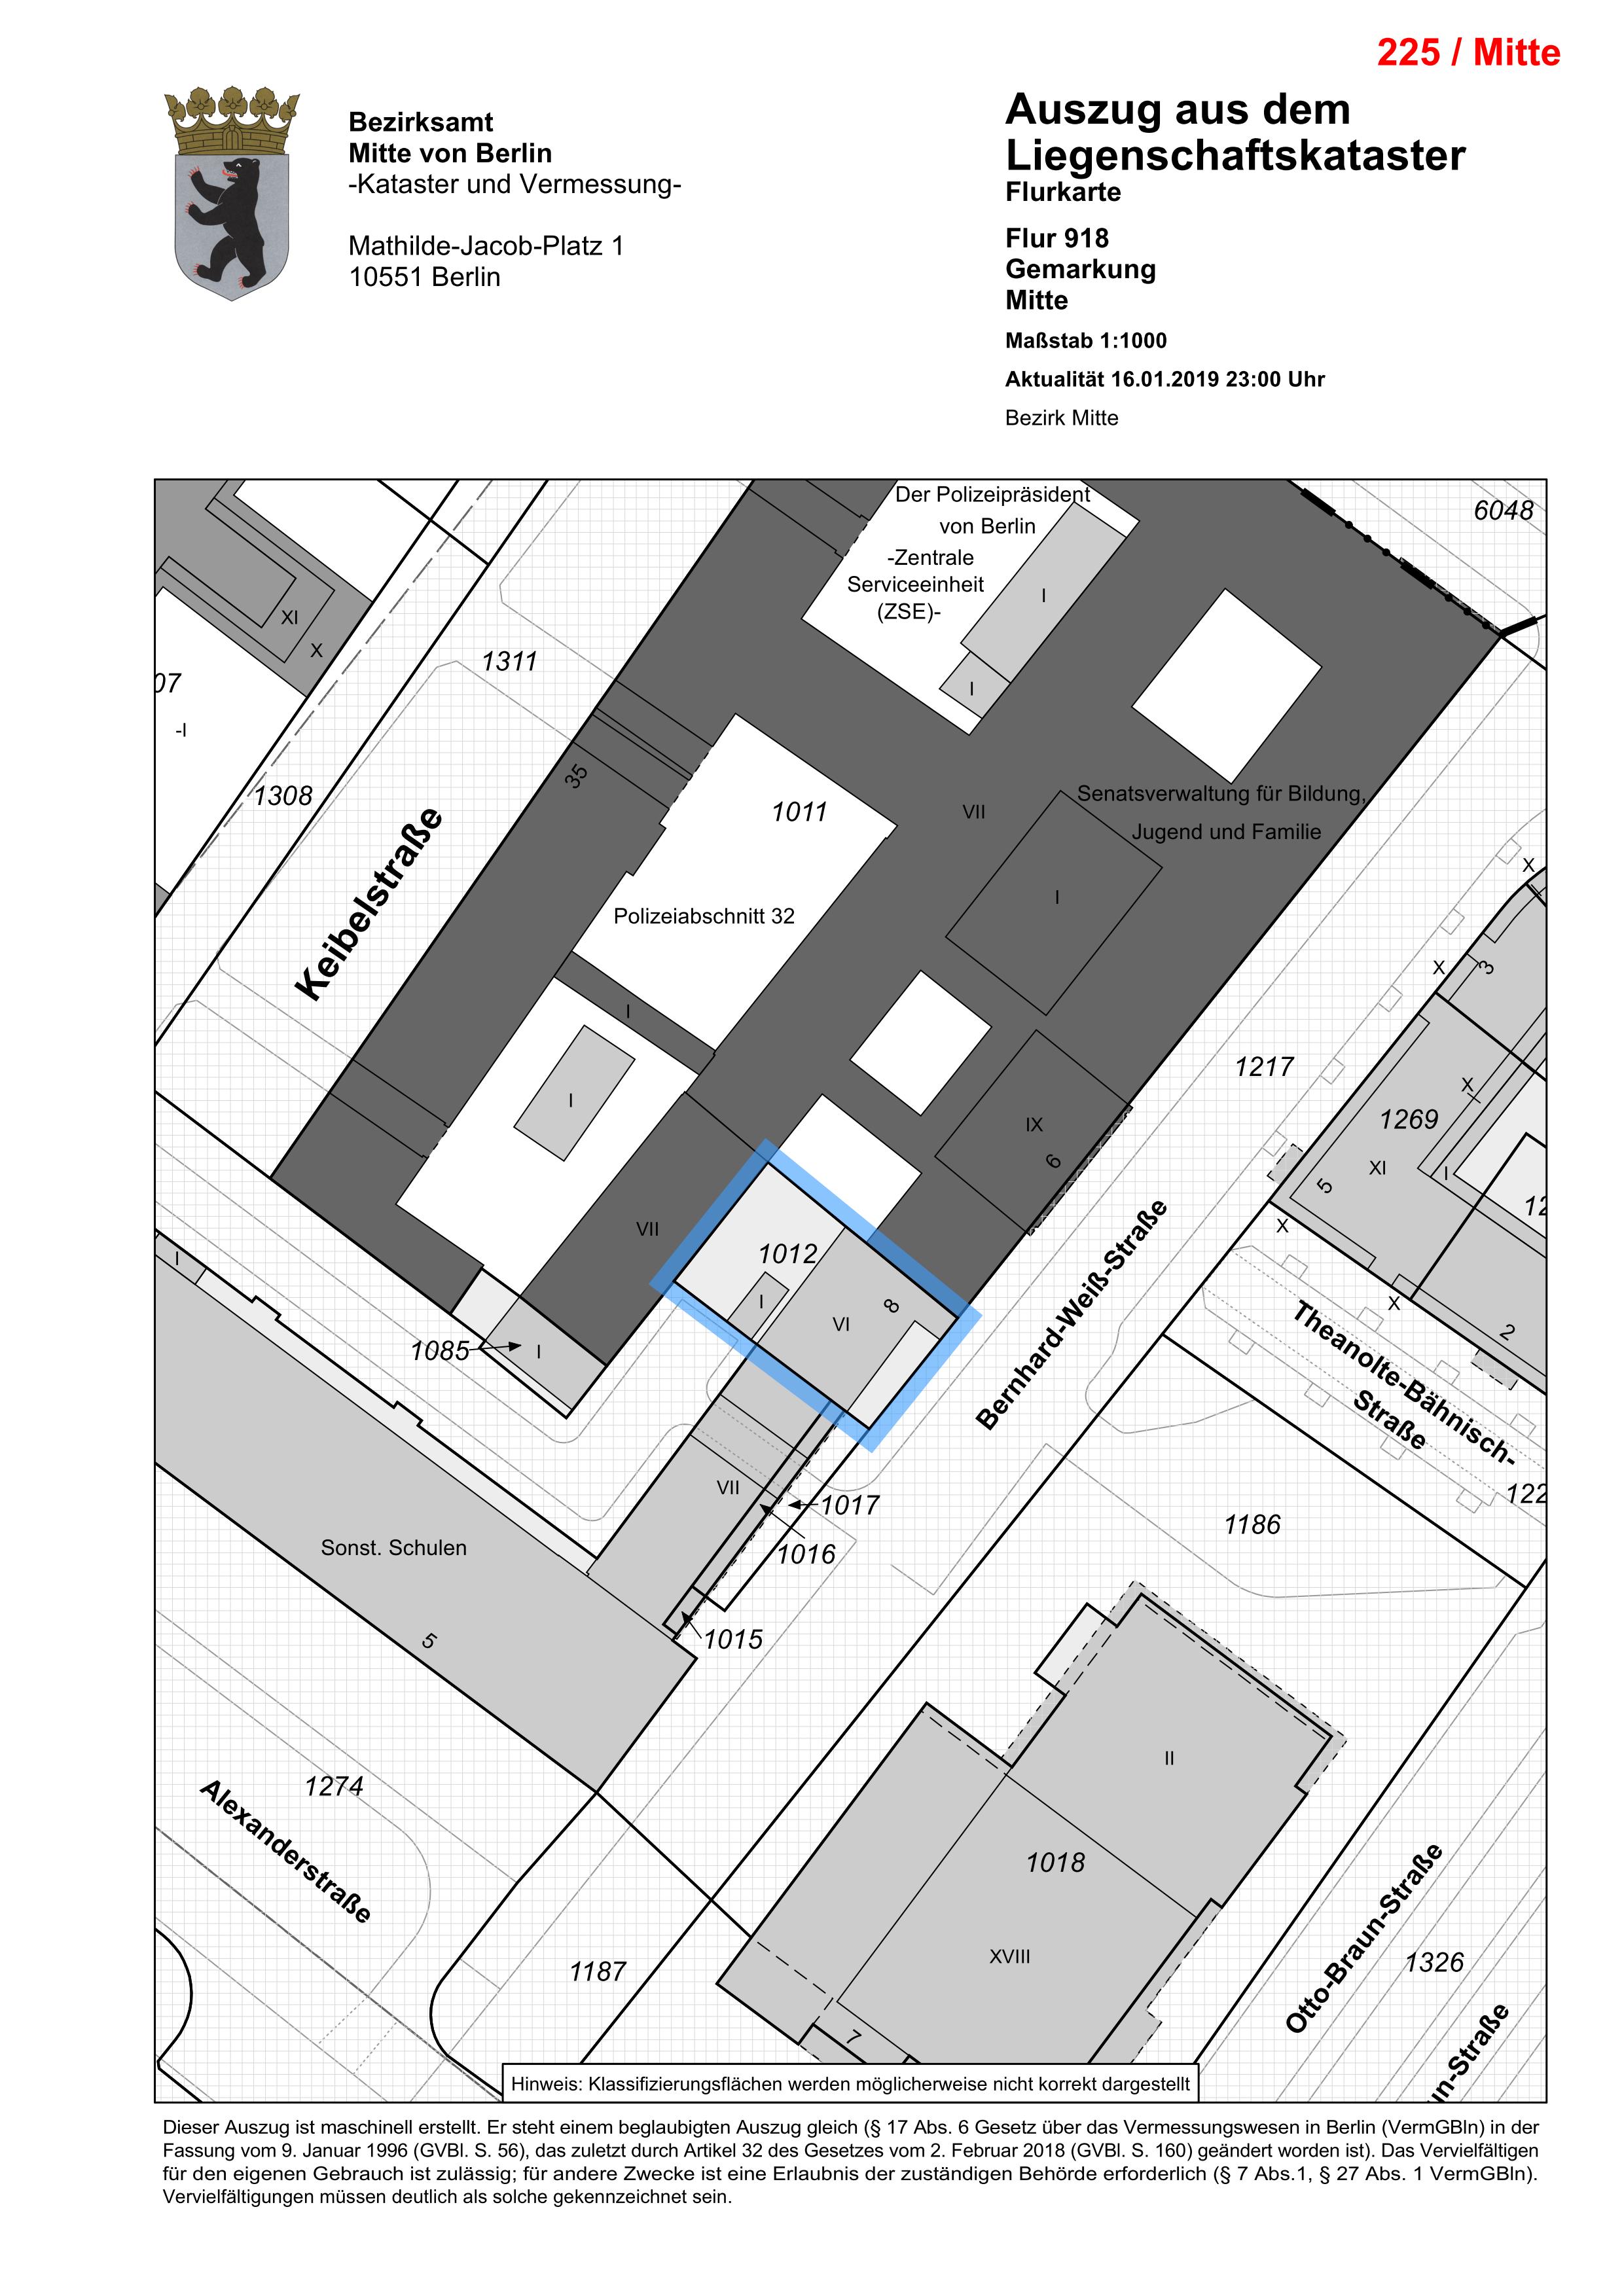 225 / Mitte
Bezirksamt
Mitte von Berlin
-Kataster und Vermessung-
Mathilde-Jacob-Platz 1
10551 Berlin
Auszug aus dem
Liegenschaftskataster
Flurkarte
Flur 918
Gemarkung
Mitte
Maßstab 1:1000
Aktualität 16.01.2019 23:00 Uhr
Bezirk Mitte
Der Polizeipräsident
von Berlin
-Zentrale
Serviceeinheit
(ZSE)-
6048
I
I
XI
X
1311
07
-I
35
1308
Keibelstraße
1011
VII
Senatsverwaltung für Bildung,
Jugend und Familie
I
Polizeiabschnitt 32
X
X
3
I
I
1217
X
1269
IX
6
XI
I
5
12
X
VII
1012
I
VI
8
I
Bernhard-Weiß-Straße
X
Theanolte-Bähnisch-
Straße
2
1085
I
VII
1017
1016
1015
122
1186
Sonst. Schulen
5
II
1274
Alexanderstraße
1018
XVIII
1187
7
Otto-Braun-Straße
1326
un-Straße
Hinweis: Klassifizierungsflächen werden möglicherweise nicht korrekt dargestellt
Dieser Auszug ist maschinell erstellt. Er steht einem beglaubigten Auszug gleich (§ 17 Abs. 6 Gesetz über das Vermessungswesen in Berlin (VermGBln) in der
Fassung vom 9. Januar 1996 (GVBl. S. 56), das zuletzt durch Artikel 32 des Gesetzes vom 2. Februar 2018 (GVBl. S. 160) geändert worden ist). Das Vervielfältigen
für den eigenen Gebrauch ist zulässig; für andere Zwecke ist eine Erlaubnis der zuständigen Behörde erforderlich (§ 7 Abs.1, § 27 Abs. 1 VermGBln).
Vervielfältigungen müssen deutlich als solche gekennzeichnet sein.